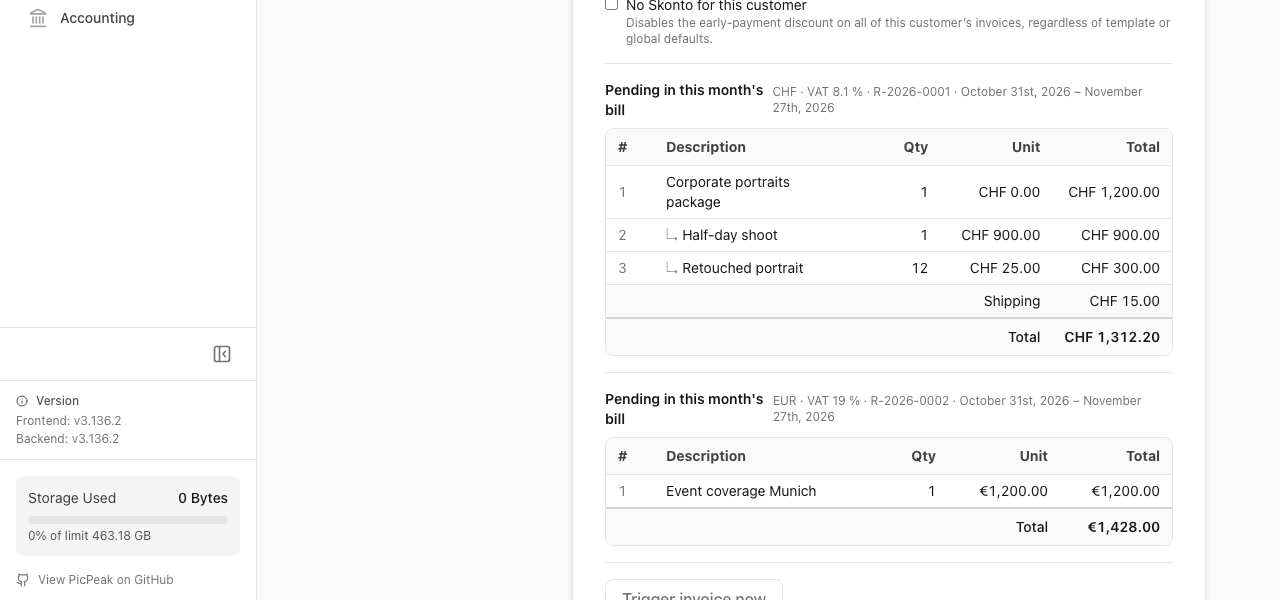 Accounting
Version
Frontend: v3.136.2
Backend: v3.136.2
Storage Used 0 Bytes
0% of limit 463.18 GB
View PicPeak on GitHub
No Skonto for this customer
Disables the early-payment discount on all of this customer's invoices, regardless of template or
global defaults.
Pending in this month's bill
CHF · VAT 8.1 % · R-2026-0001 · October 31st, 2026 – November
27th, 2026
# Description Qty Unit Total
1 Corporate portraits package 1 CHF 0.00 CHF 1,200.00
2 Half-day shoot 1 CHF 900.00 CHF 900.00
3 Retouched portrait 12 CHF 25.00 CHF 300.00
Shipping CHF 15.00
Total CHF 1,312.20
Pending in this month's bill
EUR · VAT 19 % · R-2026-0002 · October 31st, 2026 – November
27th, 2026
# Description Qty Unit Total
1 Event coverage Munich 1 €1,200.00 €1,200.00
Total €1,428.00
Trigger invoice now